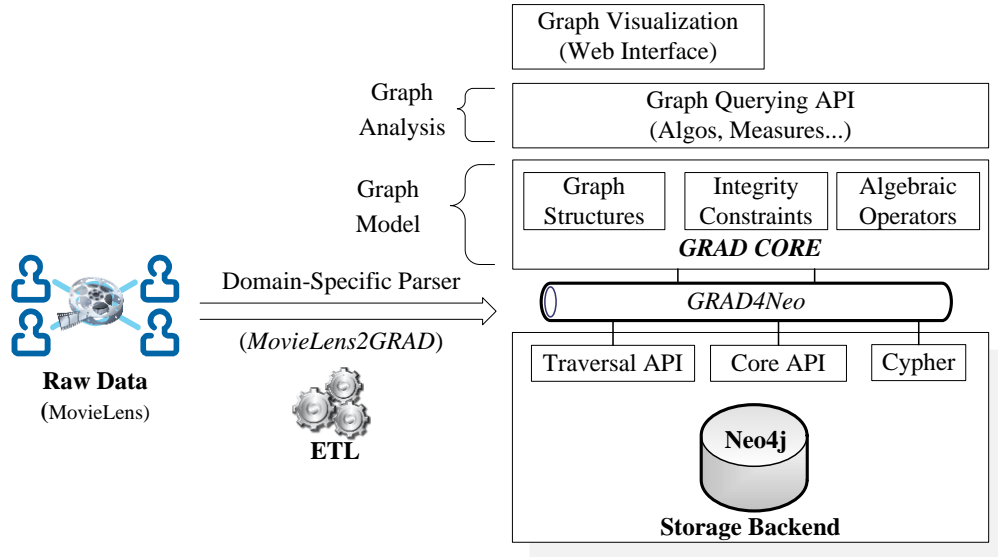 Graph Visualization
(Web Interface)
Graph
Analysis
Graph Querying API
(Algos, Measures...)
Graph
Model
Graph
Structures
Integrity
Constraints
Algebraic
Operators
GRAD CORE
Domain-Specific Parser
(MovieLens2GRAD)
GRAD4Neo
Raw Data
(MovieLens)
ETL
Traversal API
Core API
Cypher
Neo4j
Storage Backend